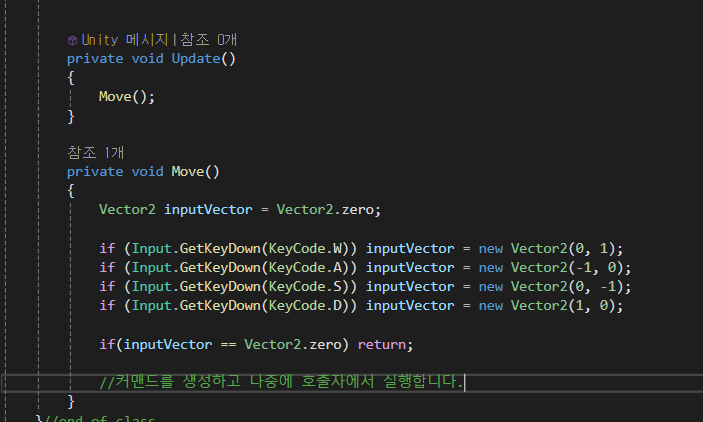 Unity 메시지 | 참조 0개
private void Update()
{
Move();
}
참조 1개
private void Move()
{
Vector2 inputVector = Vector2.zero;
if (Input.GetKeyDown(KeyCode.W)) inputVector = new Vector2(0, 1);
if (Input.GetKeyDown(KeyCode.A)) inputVector = new Vector2(-1, 0);
if (Input.GetKeyDown(KeyCode.S)) inputVector = new Vector2(0, -1);
if (Input.GetKeyDown(KeyCode.D)) inputVector = new Vector2(1, 0);
if(inputVector == Vector2.zero) return;
//커맨드를 생성하고 나중에 호출자에서 실행합니다.
}
}//end of class